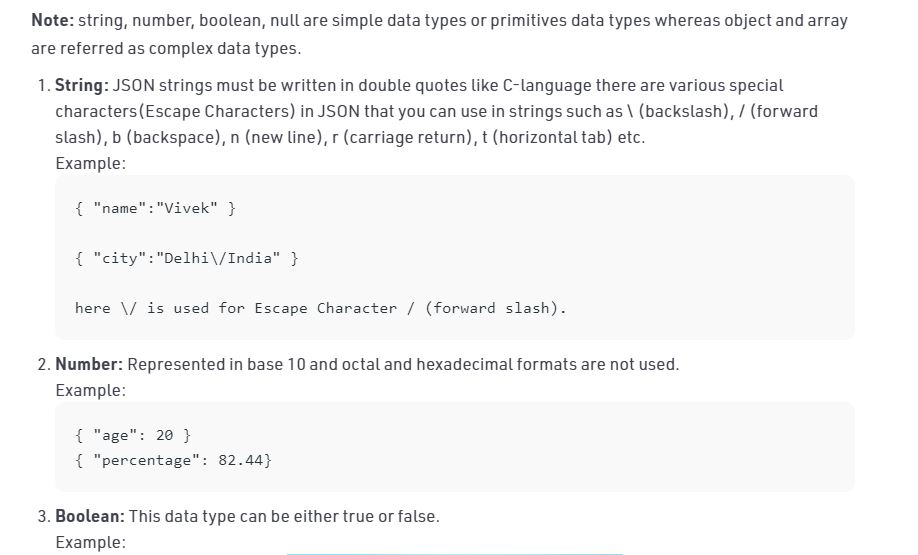 Note: string, number, boolean, null are simple data types or primitives data types whereas object and array
are referred as complex data types.
1. String: JSON strings must be written in double quotes like C-language there are various special
characters(Escape Characters) in JSON that you can use in strings such as \ (backslash), / (forward
slash), b (backspace), n (new line), r (carriage return), t (horizontal tab) etc.
Example:
{ "name":"Vivek" }
{ "city":"Delhi\/India" }
here \/ is used for Escape Character / (forward slash).
2. Number: Represented in base 10 and octal and hexadecimal formats are not used.
Example:
{ "age": 20 }
{ "percentage": 82.44}
3. Boolean: This data type can be either true or false.
Example: